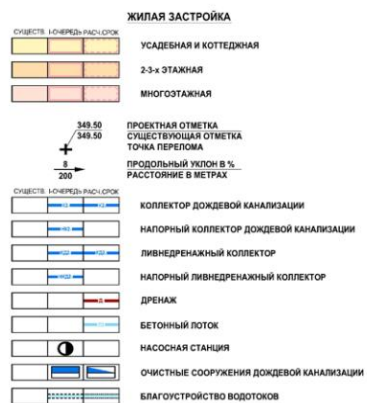 ЖИЛАЯ ЗАСТРОЙКА
СУЩЕСТВ. I-ОЧЕРЕДЬ РАСЧ.СРОК
УСАДЕБНАЯ И КОТТЕДЖНАЯ
2-3-х ЭТАЖНАЯ
МНОГОЭТАЖНАЯ
349.50 ПРОЕКТНАЯ ОТМЕТКА
349.50 СУЩЕСТВУЮЩАЯ ОТМЕТКА
ТОЧКА ПЕРЕЛОМА
8 ПРОДОЛЬНЫЙ УКЛОН В %
200 РАССТОЯНИЕ В МЕТРАХ
СУЩЕСТВ. I-ОЧЕРЕДЬ РАСЧ.СРОК
КОЛЛЕКТОР ДОЖДЕВОЙ КАНАЛИЗАЦИИ
НАПОРНЫЙ КОЛЛЕКТОР ДОЖДЕВОЙ КАНАЛИЗАЦИИ
ЛИВНЕДРЕНАЖНЫЙ КОЛЛЕКТОР
НАПОРНЫЙ ЛИВНЕДРЕНАЖНЫЙ КОЛЛЕКТОР
Д ДРЕНАЖ
БЕТОННЫЙ ЛОТОК
НАСОСНАЯ СТАНЦИЯ
ОЧИСТНЫЕ СООРУЖЕНИЯ ДОЖДЕВОЙ КАНАЛИЗАЦИИ
БЛАГОУСТРОЙСТВО ВОДОТОКОВ